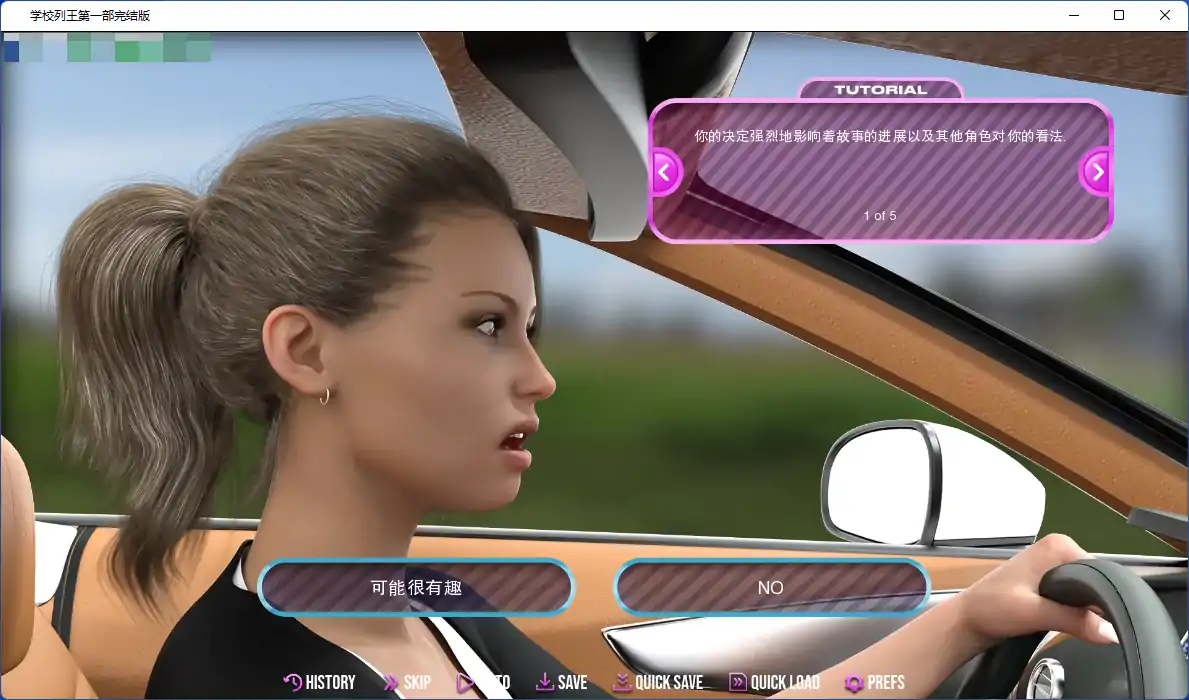 学校列王第一部完结版
TUTORIAL
你的决定强烈地影响着故事的进展以及其他角色对你的看法.
1 of 5
可能很有趣
NO
HISTORY
SKIP
SAVE
QUICK SAVE
QUICK LOAD
PREFS